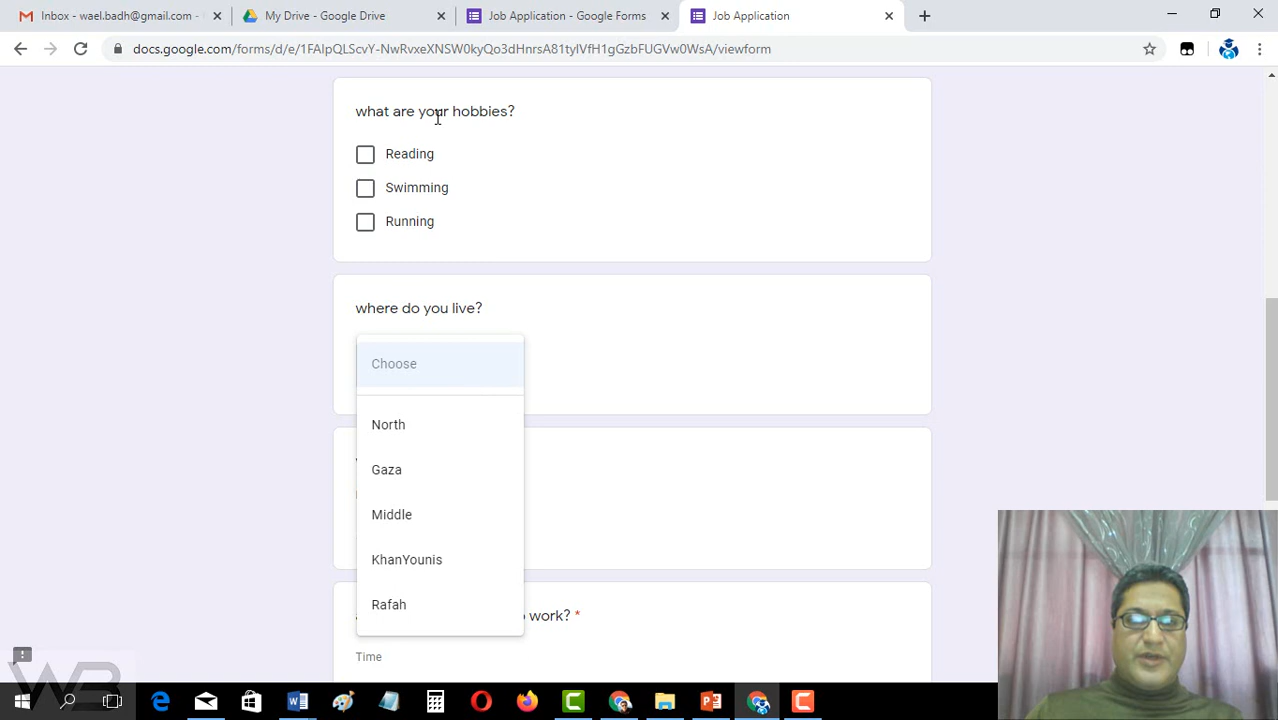 Inbox - wael.badh@gmail.com -
My Drive - Google Drive
Job Application - Google Forms
Job Application
docs.google.com/forms/d/e/1FAIpQLScvY-NwRvxeXNSW0kyQo3dHbrsA81tyIVfH1gGzbFUGVw0WsA/viewform
what are your hobbies?
Reading
Swimming
Running
where do you live?
Choose
North
Gaza
Middle
KhanYounis
Rafah
work? *
Time
WB